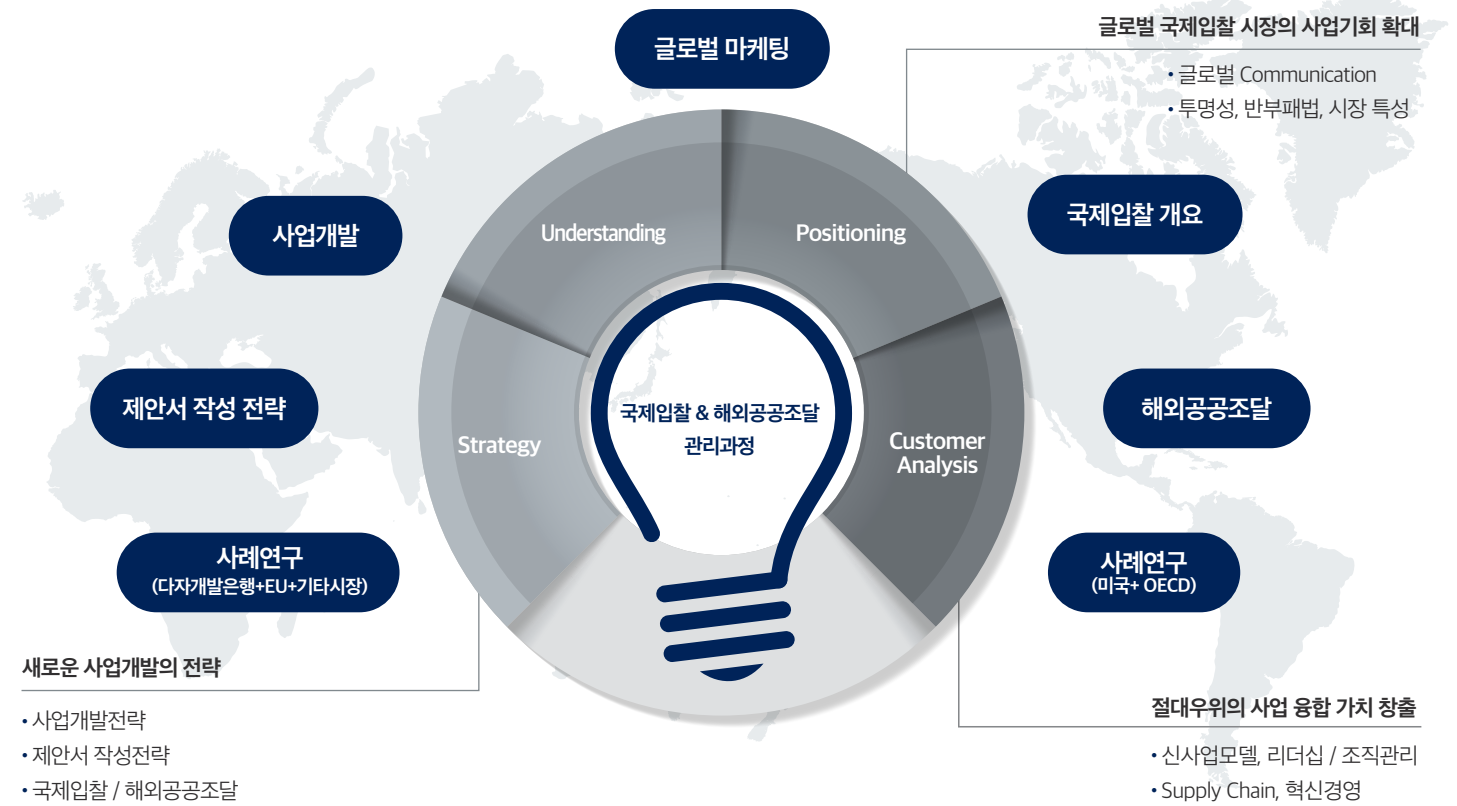 글로벌 마케팅
글로벌 국제입찰 시장의 사업기회 확대
• 글로벌 Communication
• 투명성, 반부패법, 시장 특성
사업개발
Understanding
Positioning
국제입찰 개요
제안서 작성 전략
Strategy
국제입찰 & 해외공공조달
관리과정
Customer
Analysis
해외공공조달
사례연구
(다자개발은행+EU+기타시장)
사례연구
(미국+ OECD)
새로운 사업개발의 전략
• 사업개발전략
• 제안서 작성전략
• 국제입찰 / 해외공공조달
절대우위의 사업 융합 가치 창출
• 신사업모델, 리더십 / 조직관리
• Supply Chain, 혁신경영